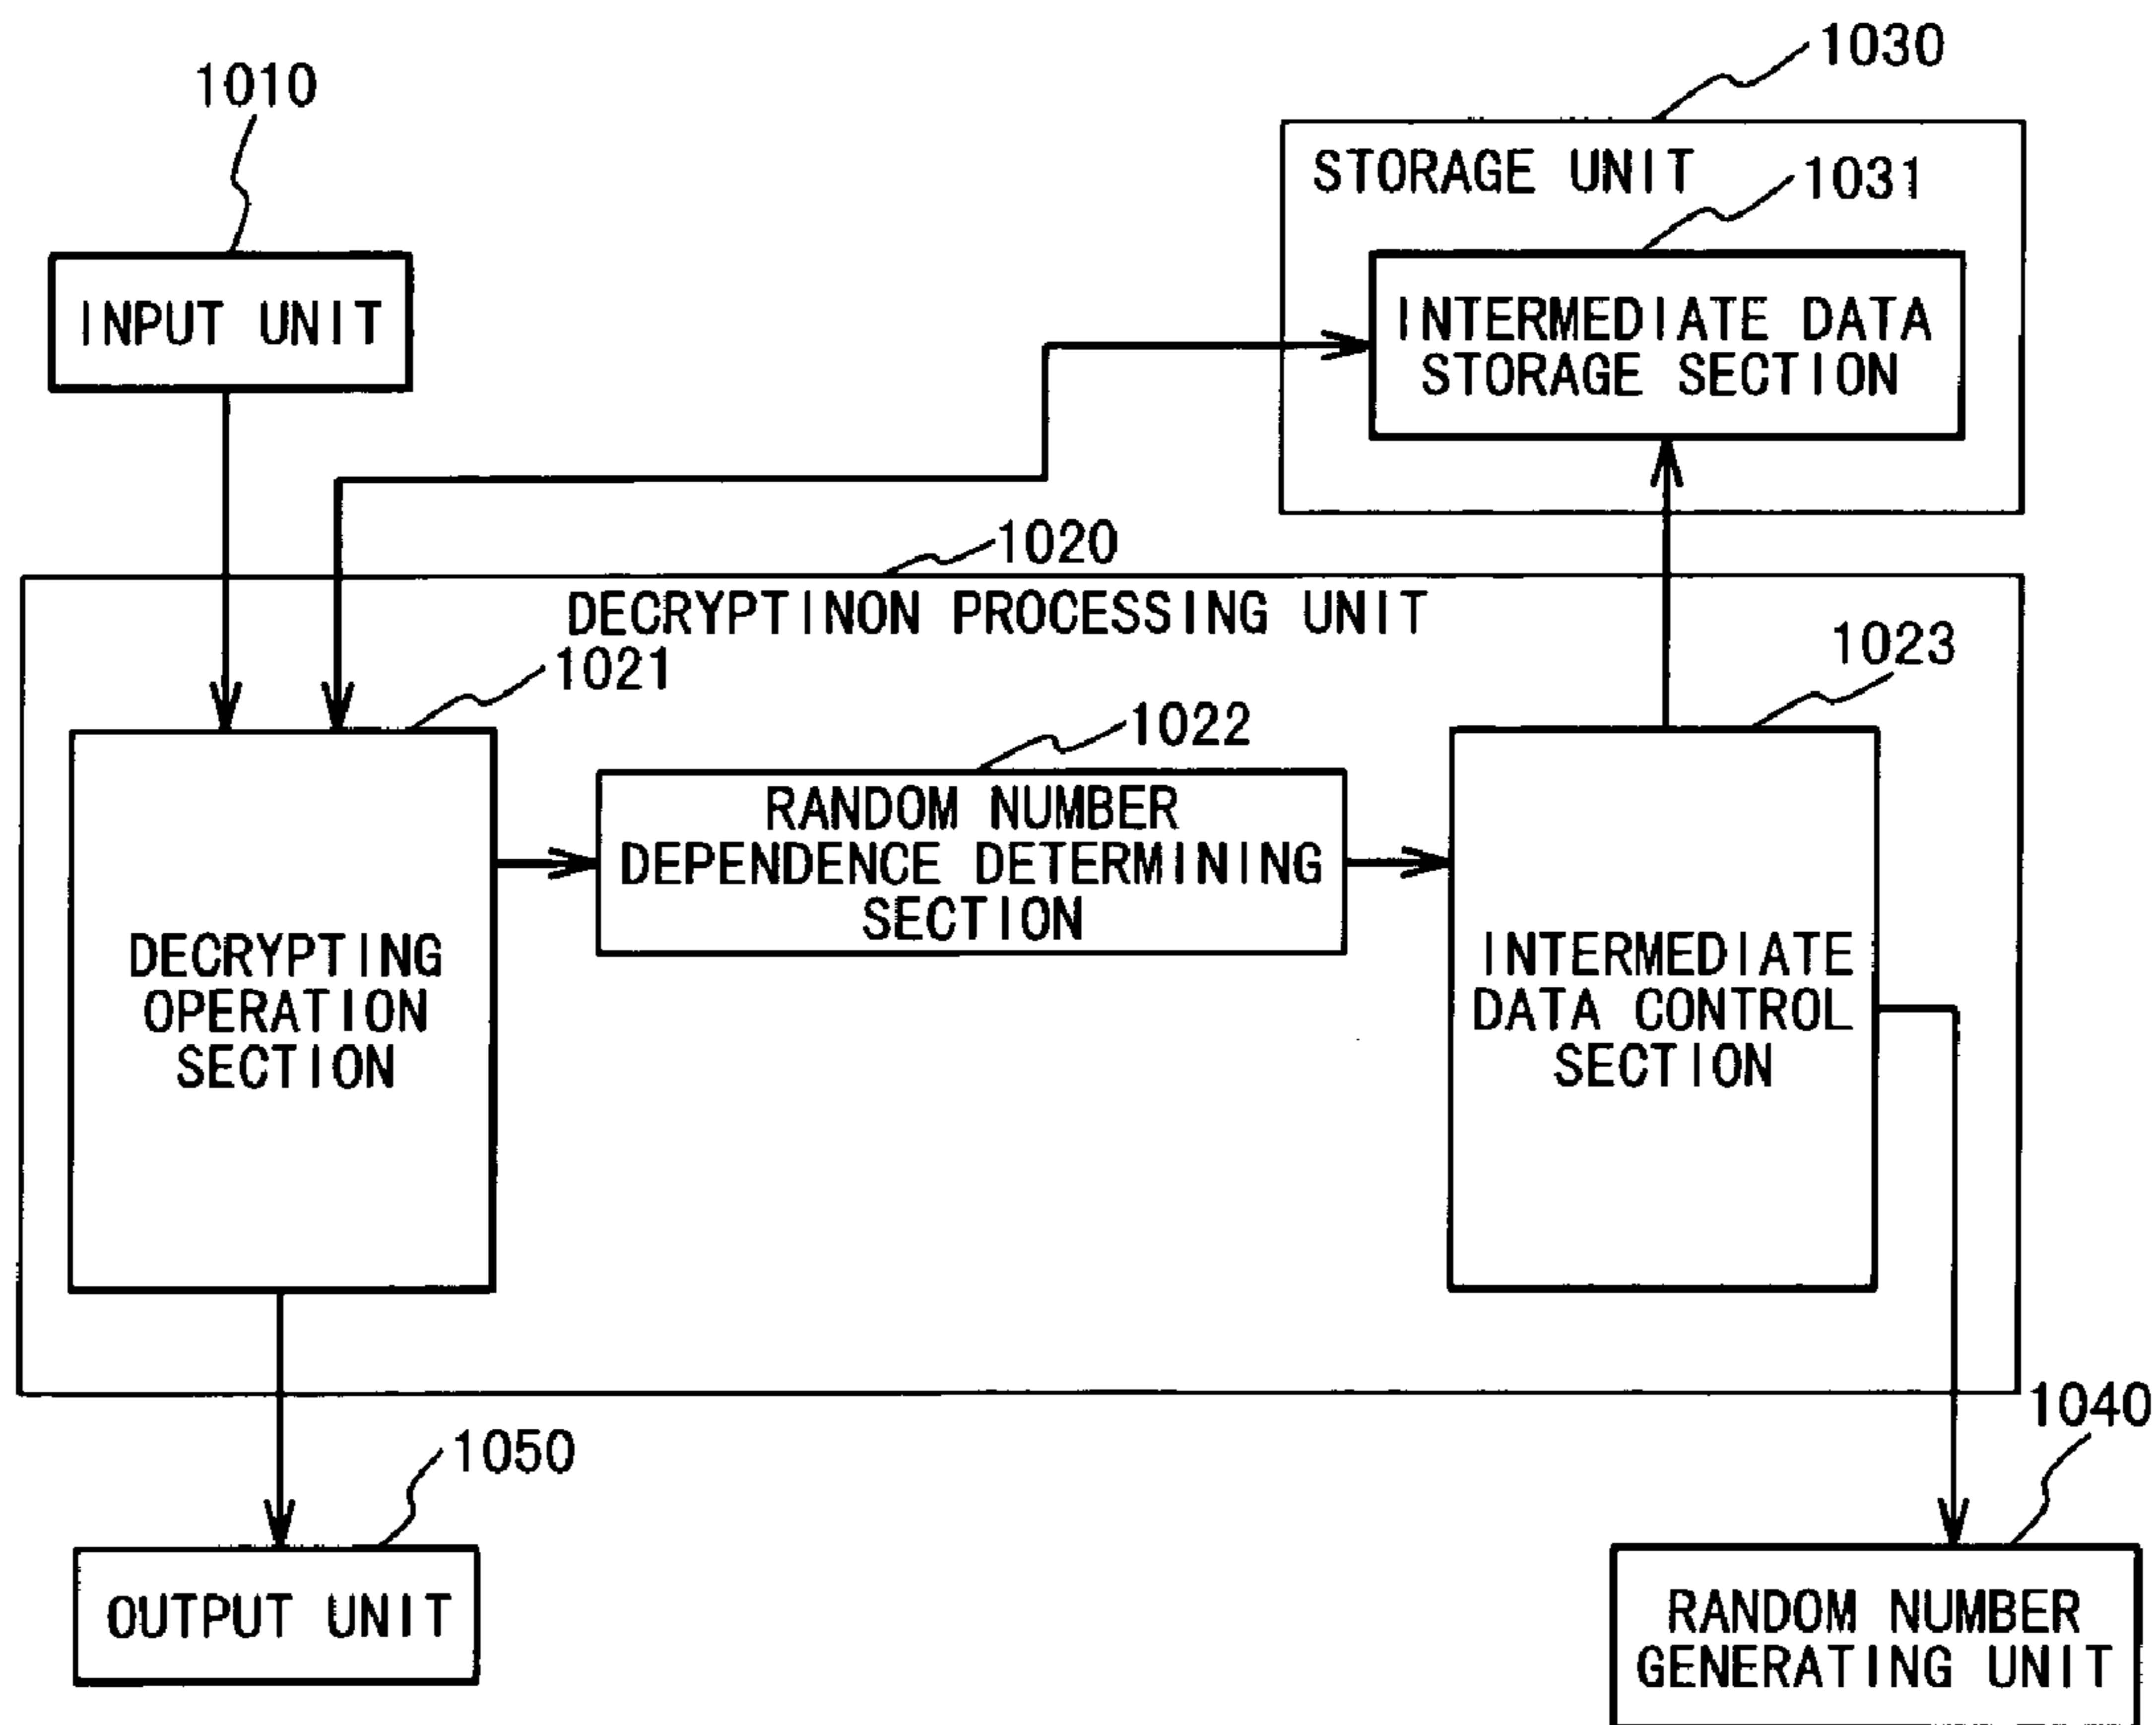 1030
1010
STORAGE UNIT
1031
INPUT UNIT
INTERMEDIATE DATA
STORAGE SECTION
1020
DECRYPTINON PROCESSING UNIT
1021
1023
1022
RANDOM NUMBER
DEPENDENCE DETERMINING
SECTION
DECRYPTING
OPERATION
SECTION
INTERMEDIATE
DATA CONTROL
SECTION
1040
1050
OUTPUT UNIT
RANDOM NUMBER
GENERATING UNIT